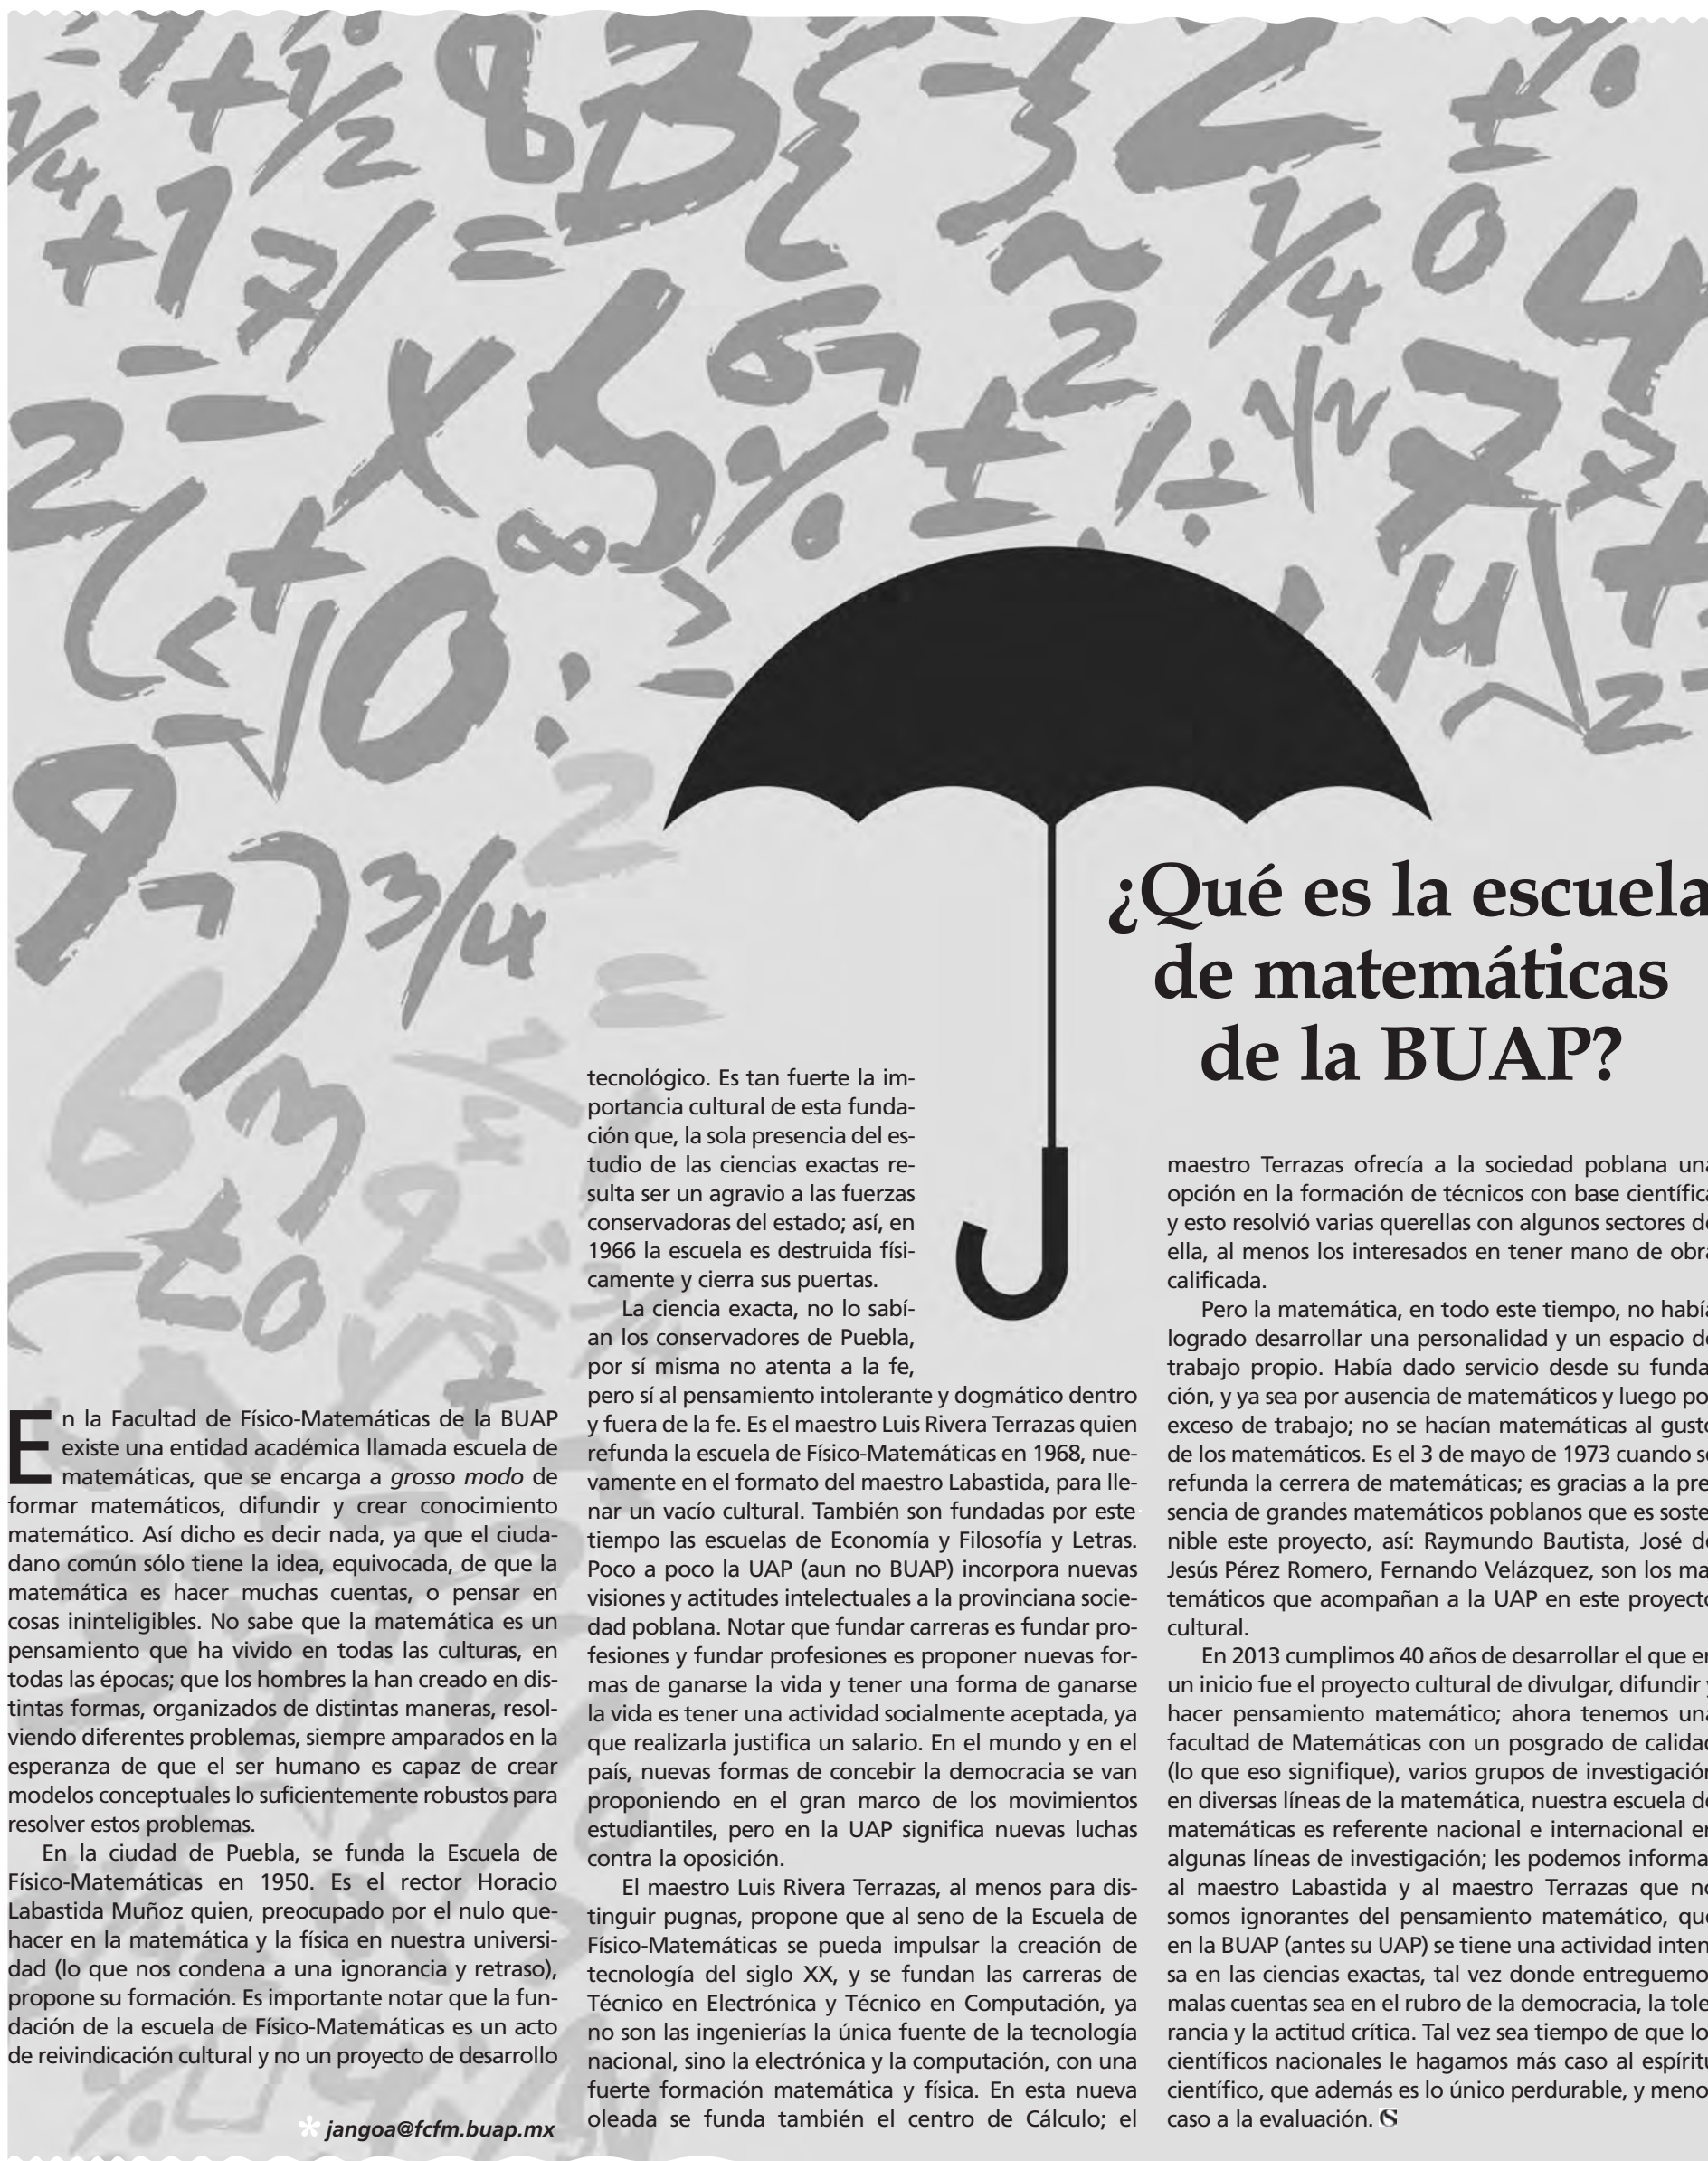 ¿Qué es la escuela
de matemáticas
de la BUAP?
En la Facultad de Físico-Matemáticas de la BUAP
existe una entidad académica llamada escuela de
matemáticas, que se encarga a grosso modo de
formar matemáticos, difundir y crear conocimiento
matemático. Así dicho es decir nada, ya que el ciuda-
dano común sólo tiene la idea, equivocada, de que la
matemática es hacer muchas cuentas, o pensar en
cosas ininteligibles. No sabe que la matemática es un
pensamiento que ha vivido en todas las culturas, en
todas las épocas; que los hombres la han creado en dis-
tintas formas, organizados de distintas maneras, resol-
viendo diferentes problemas, siempre amparados en la
esperanza de que el ser humano es capaz de crear
modelos conceptuales lo suficientemente robustos para
resolver estos problemas.
En la ciudad de Puebla, se funda la Escuela de
Físico-Matemáticas en 1950. Es el rector Horacio
Labastida Muñoz quien, preocupado por el nulo que-
hacer en la matemática y la física en nuestra universi-
dad (lo que nos condena a una ignorancia y retraso),
propone su formación. Es importante notar que la fun-
dación de la escuela de Físico-Matemáticas es un acto
de reivindicación cultural y no un proyecto de desarrollo
* jangoa@fcfm.buap.mx
tecnológico. Es tan fuerte la im-
portancia cultural de esta funda-
ción que, la sola presencia del es-
tudio de las ciencias exactas re-
sulta ser un agravio a las fuerzas
conservadoras del estado; así, en
1966 la escuela es destruida físi-
camente y cierra sus puertas.
La ciencia exacta, no lo sabí-
an los conservadores de Puebla,
por sí misma no atenta a la fe,
pero sí al pensamiento intolerante y dogmático dentro
y fuera de la fe. Es el maestro Luis Rivera Terrazas quien
refunda la escuela de Físico-Matemáticas en 1968, nue-
vamente en el formato del maestro Labastida, para lle-
nar un vacío cultural. También son fundadas por este
tiempo las escuelas de Economía y Filosofía y Letras.
Poco a poco la UAP (aun no BUAP) incorpora nuevas
visiones y actitudes intelectuales a la provinciana socie-
dad poblana. Notar que fundar carreras es fundar pro-
fesiones y fundar profesiones es proponer nuevas for-
mas de ganarse la vida y tener una forma de ganarse
la vida es tener una actividad socialmente aceptada, ya
que realizarla justifica un salario. En el mundo y en el
país, nuevas formas de concebir la democracia se van
proponiendo en el gran marco de los movimientos
estudiantiles, pero en la UAP significa nuevas luchas
contra la oposición.
El maestro Luis Rivera Terrazas, al menos para dis-
tinguir pugnas, propone que al seno de la Escuela de
Físico-Matemáticas se pueda impulsar la creación de
tecnología del siglo XX, y se fundan las carreras de
Técnico en Electrónica y Técnico en Computación, ya
no son las ingenierías la única fuente de la tecnología
nacional, sino la electrónica y la computación, con una
fuerte formación matemática y física. En esta nueva
oleada se funda también el centro de Cálculo; el
maestro Terrazas ofrecía a la sociedad poblana una
opción en la formación de técnicos con base científica
y esto resolvió varias querellas con algunos sectores de
ella, al menos los interesados en tener mano de obra
calificada.
Pero la matemática, en todo este tiempo, no había
logrado desarrollar una personalidad y un espacio de
trabajo propio. Había dado servicio desde su funda-
ción, y ya sea por ausencia de matemáticos y luego por
exceso de trabajo; no se hacían matemáticas al gusto
de los matemáticos. Es el 3 de mayo de 1973 cuando se
refunda la cerrera de matemáticas; es gracias a la pre-
sencia de grandes matemáticos poblanos que es soste-
nible este proyecto, así: Raymundo Bautista, José de
Jesús Pérez Romero, Fernando Velázquez, son los ma-
temáticos que acompañan a la UAP en este proyecto
cultural.
En 2013 cumplimos 40 años de desarrollar el que en
un inicio fue el proyecto cultural de divulgar, difundir y
hacer pensamiento matemático; ahora tenemos una
facultad de Matemáticas con un posgrado de calidad
(lo que eso signifique), varios grupos de investigación
en diversas líneas de la matemática, nuestra escuela de
matemáticas es referente nacional e internacional en
algunas líneas de investigación; les podemos informar
al maestro Labastida y al maestro Terrazas que no
somos ignorantes del pensamiento matemático, que
en la BUAP (antes su UAP) se tiene una actividad inten-
sa en las ciencias exactas, tal vez donde entreguemos
malas cuentas sea en el rubro de la democracia, la tole-
rancia y la actitud crítica. Tal vez sea tiempo de que los
científicos nacionales le hagamos más caso al espíritu
científico, que además es lo único perdurable, y menos
caso a la evaluación.